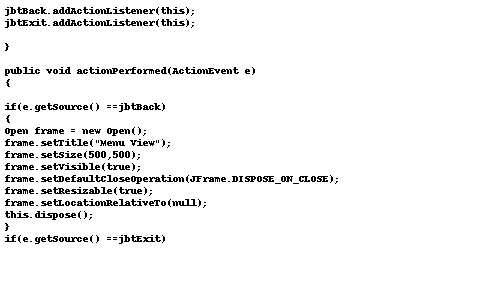 jbtBack.addActionListener(this);
jbtExit.addActionListener(this);
}
public void actionPerformed(ActionEvent e)
{
if(e.getSource() ==jbtBack)
{
Open frame = new Open();
frame.setTitle("Menu View");
frame.setSize(500,500);
frame.setVisible(true);
frame.setDefaultCloseOperation(JFrame.DISPOSE_ON_CLOSE);
frame.setResizable(true);
frame.setLocationRelativeTo(null);
this.dispose();
}
if(e.getSource() ==jbtExit)